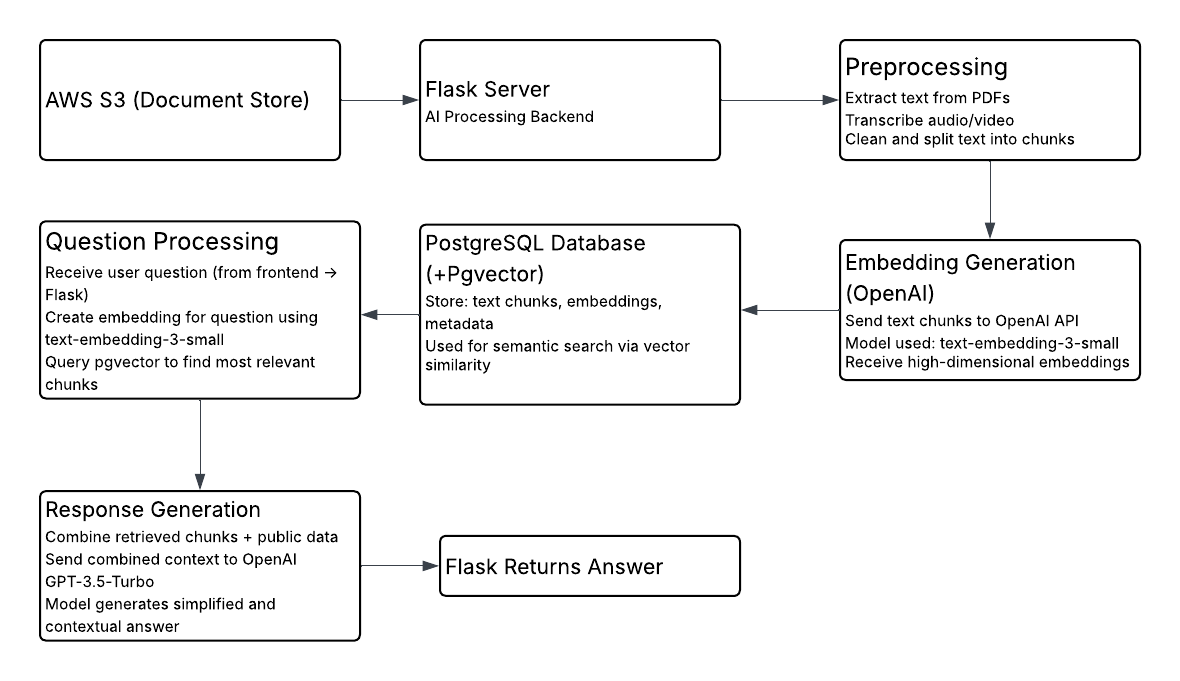 AWS S3 (Document Store)
Flask Server
AI Processing Backend
Preprocessing
Extract text from PDFs
Transcribe audio/video
Clean and split text into chunks
Embedding Generation
(OpenAI)
Send text chunks to OpenAI API
Model used: text-embedding-3-small
Receive high-dimensional embeddings
PostgreSQL Database
(+Pgvector)
Store: text chunks, embeddings,
metadata
Used for semantic search via vector
similarity
Question Processing
Receive user question (from frontend →
Flask)
Create embedding for question using
text-embedding-3-small
Query pgvector to find most relevant
chunks
Response Generation
Combine retrieved chunks + public data
Send combined context to OpenAI
GPT-3.5-Turbo
Model generates simplified and
contextual answer
Flask Returns Answer